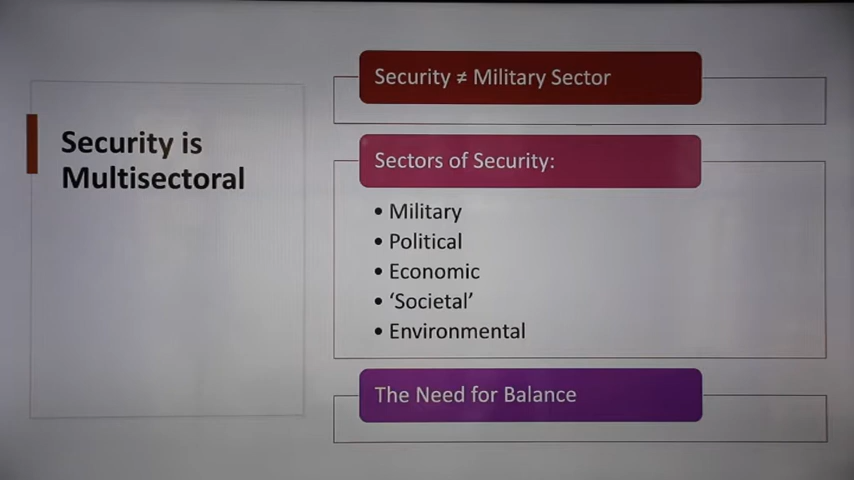 Security is
Multisectoral
Security ≠ Military Sector
Sectors of Security:
• Military
• Political
• Economic
• ‘Societal’
• Environmental
The Need for Balance